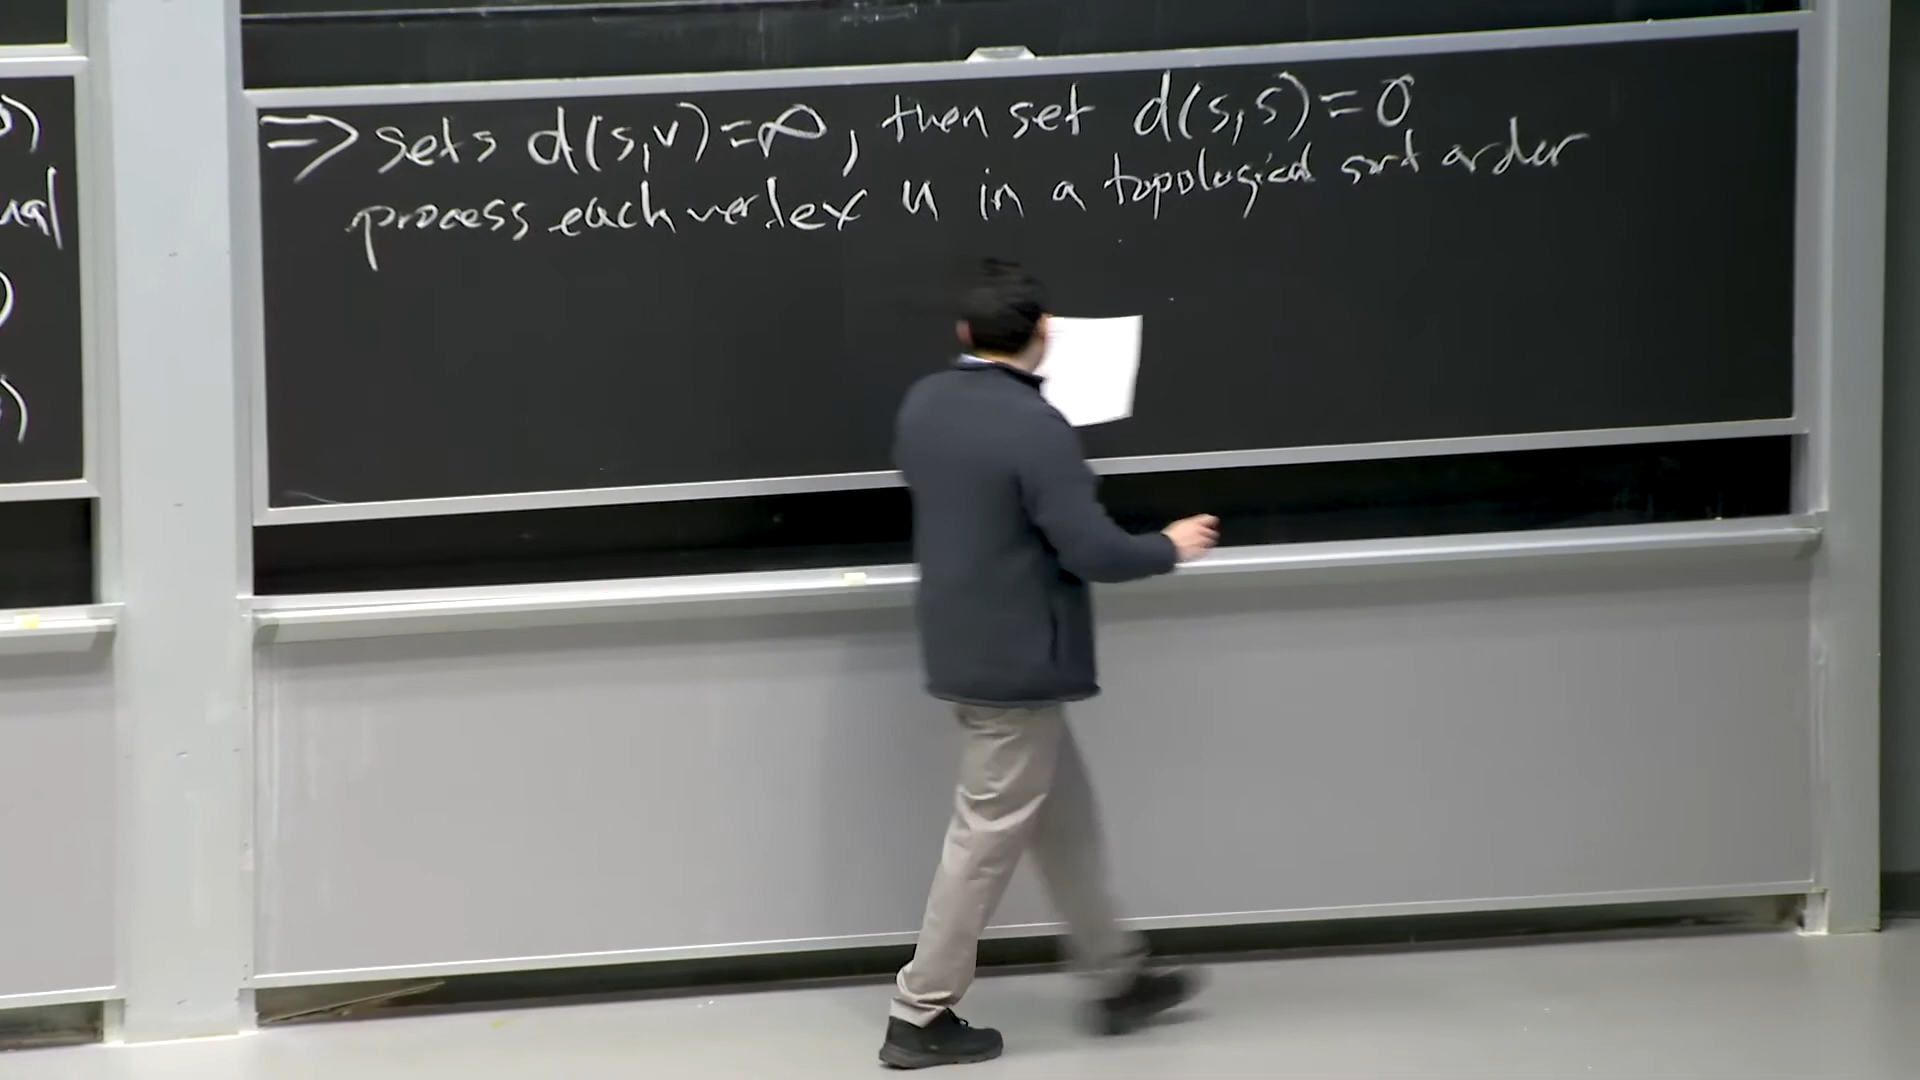 ⇒ sets d(s,v)=∞, then set d(s,s)=0
process each vertex u in a topological sort order